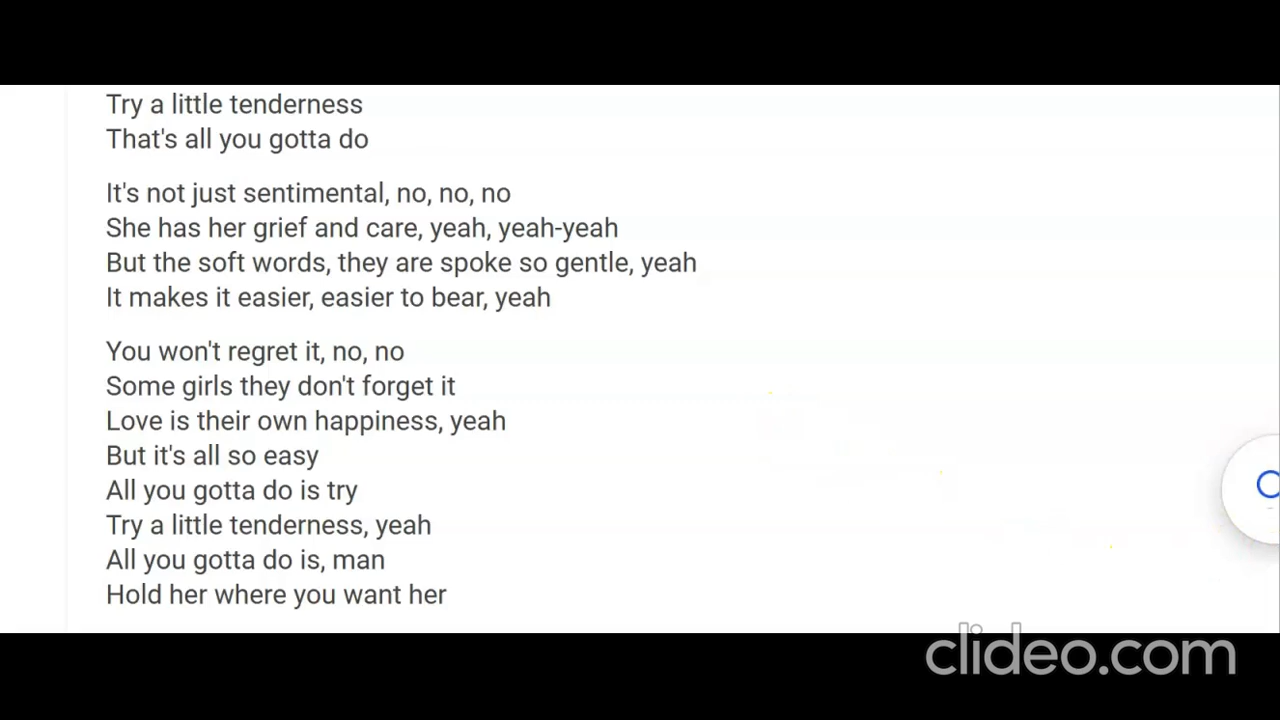 Try a little tenderness
That's all you gotta do
It's not just sentimental, no, no, no
She has her grief and care, yeah, yeah-yeah
But the soft words, they are spoke so gentle, yeah
It makes it easier, easier to bear, yeah
You won't regret it, no, no
Some girls they don't forget it
Love is their own happiness, yeah
But it's all so easy
All you gotta do is try
Try a little tenderness, yeah
All you gotta do is, man
Hold her where you want her
clideo.com